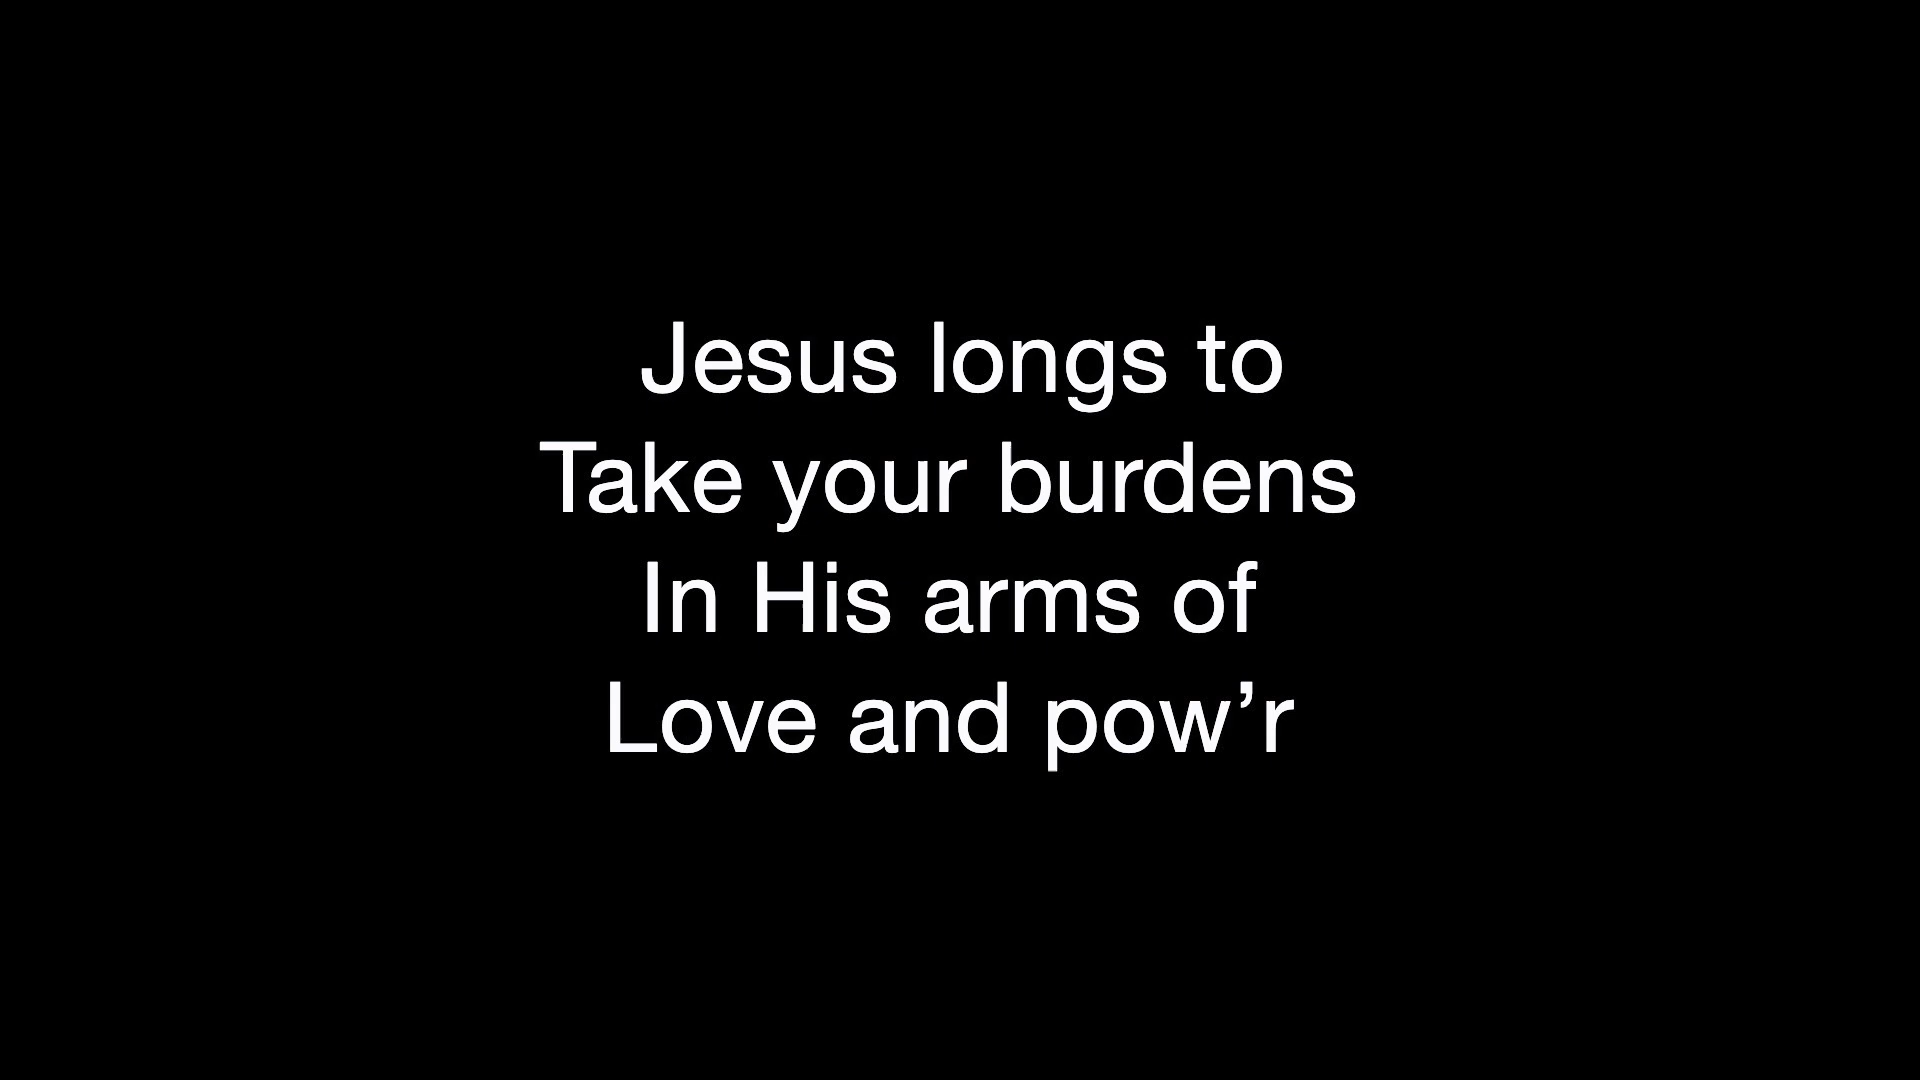 Jesus longs to
Take your burdens
In His arms of
Love and pow’r